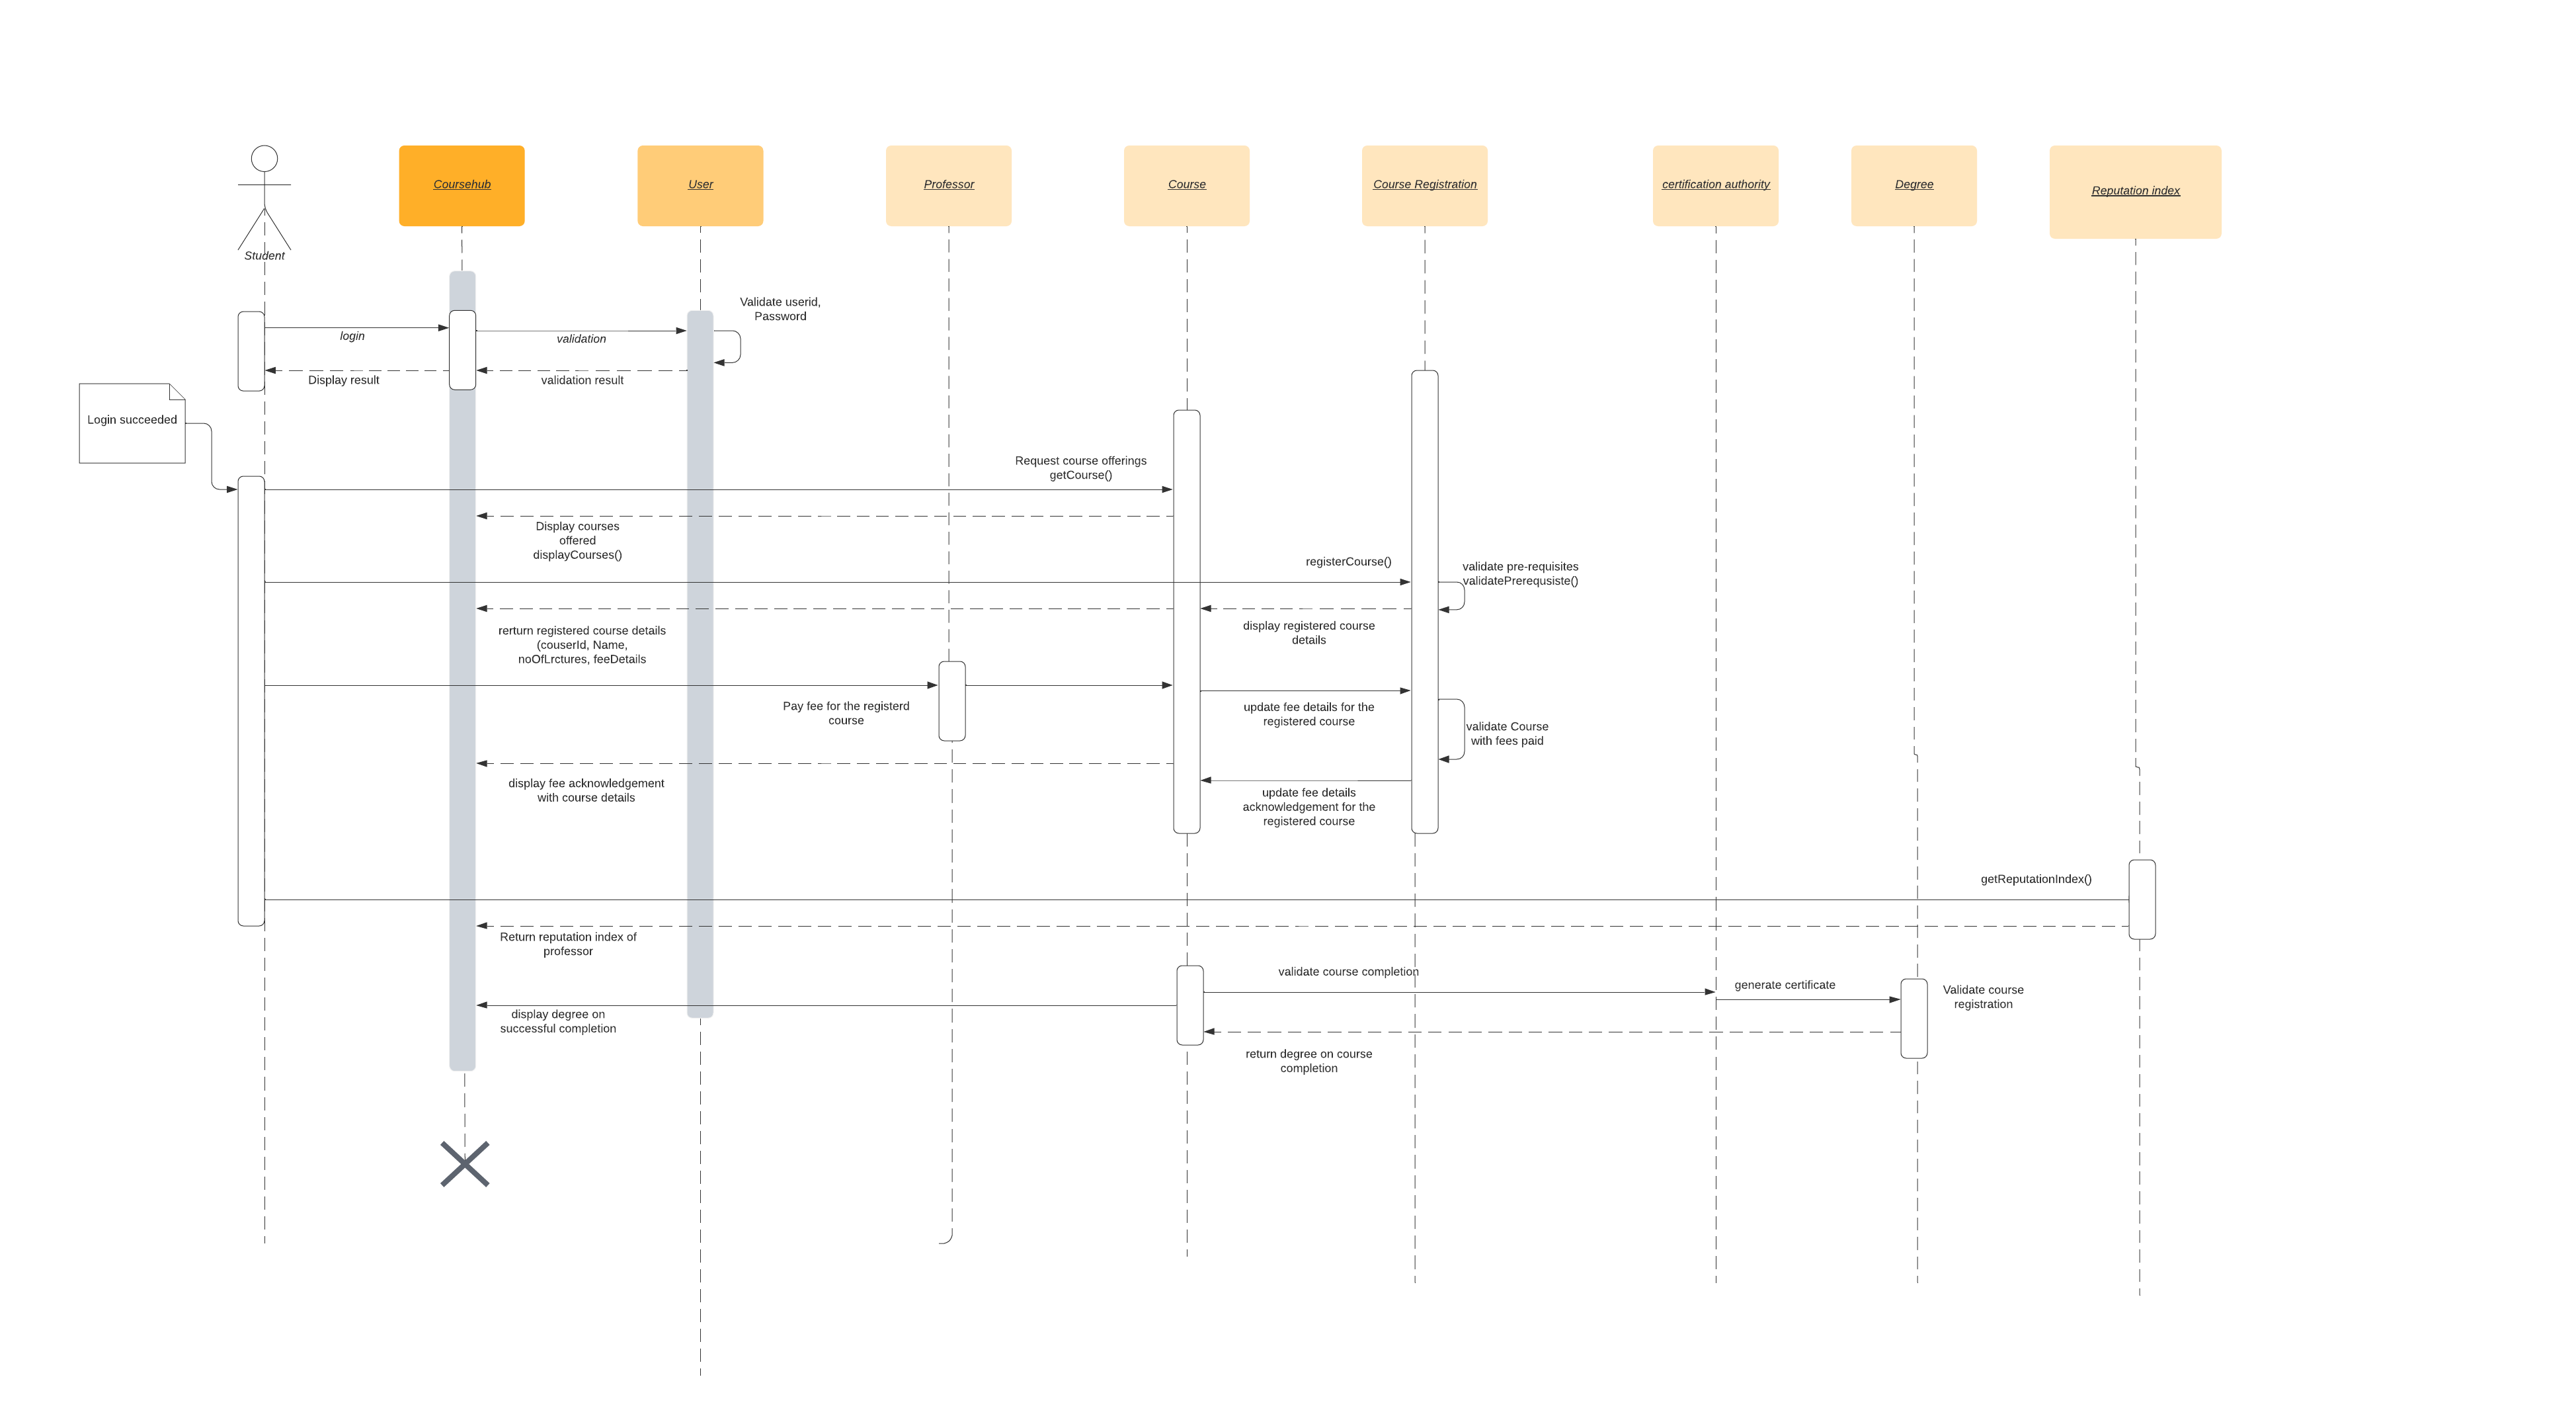 Student
Coursehub
User
Professor
Course
Course Registration
certification authority
Degree
Reputation index
Validate userid,
Password
login
validation
Display result
validation result
Login succeeded
Request course offerings
getCourse()
Display courses
offered
displayCourses()
registerCourse()
validate pre-requisites
validatePrerequsiste()
rerturn registered course details
(couserId, Name,
noOfLrctures, feeDetails
display registered course
details
Pay fee for the registerd
course
update fee details for the
registered course
validate Course
with fees paid
display fee acknowledgement
with course details
update fee details
acknowledgement for the
registered course
getReputationIndex()
Return reputation index of
professor
validate course completion
generate certificate
Validate course
registration
display degree on
successful completion
return degree on course
completion